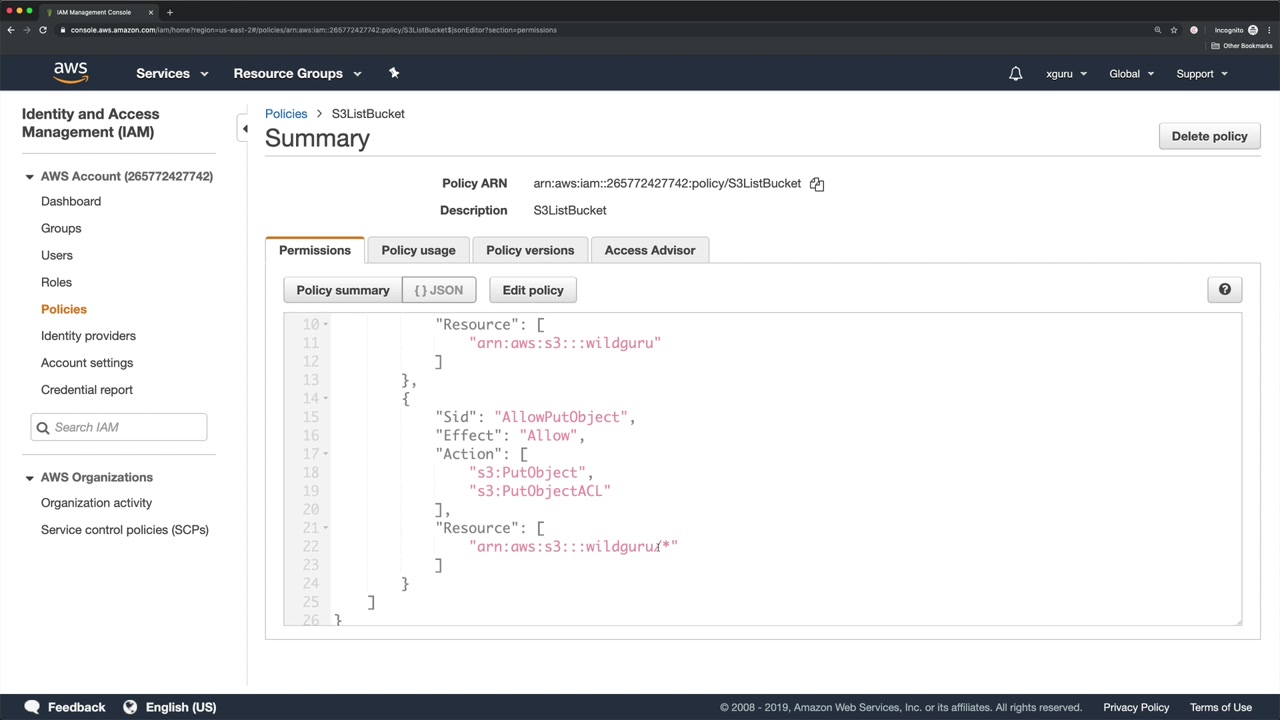 IAM Management Console
console.aws.amazon.com/iam/home?region=us-east-2#/policies/arn:aws:iam::265772427742:policy/S3ListBucket$jsonEditor?section=permissions
Incognito
Other Bookmarks
aws
Services
Resource Groups
xguru
Global
Support
Identity and Access
Management (IAM)
AWS Account (265772427742)
Dashboard
Groups
Users
Roles
Policies
Identity providers
Account settings
Credential report
Search IAM
AWS Organizations
Organization activity
Service control policies (SCPs)
Policies > S3ListBucket
Summary
Delete policy
Policy ARN arn:aws:iam::265772427742:policy/S3ListBucket
Description S3ListBucket
Permissions
Policy usage
Policy versions
Access Advisor
Policy summary
{ } JSON
Edit policy
?
10 "Resource": [
11 "arn:aws:s3:::wildguru"
12 ]
13 },
14 {
15 "Sid": "AllowPutObject",
16 "Effect": "Allow",
17 "Action": [
18 "s3:PutObject",
19 "s3:PutObjectACL"
20 ],
21 "Resource": [
22 "arn:aws:s3:::wildguru/*"
23 ]
24 }
25 ]
26 }
Feedback
English (US)
© 2008 - 2019, Amazon Web Services, Inc. or its affiliates. All rights reserved.
Privacy Policy
Terms of Use